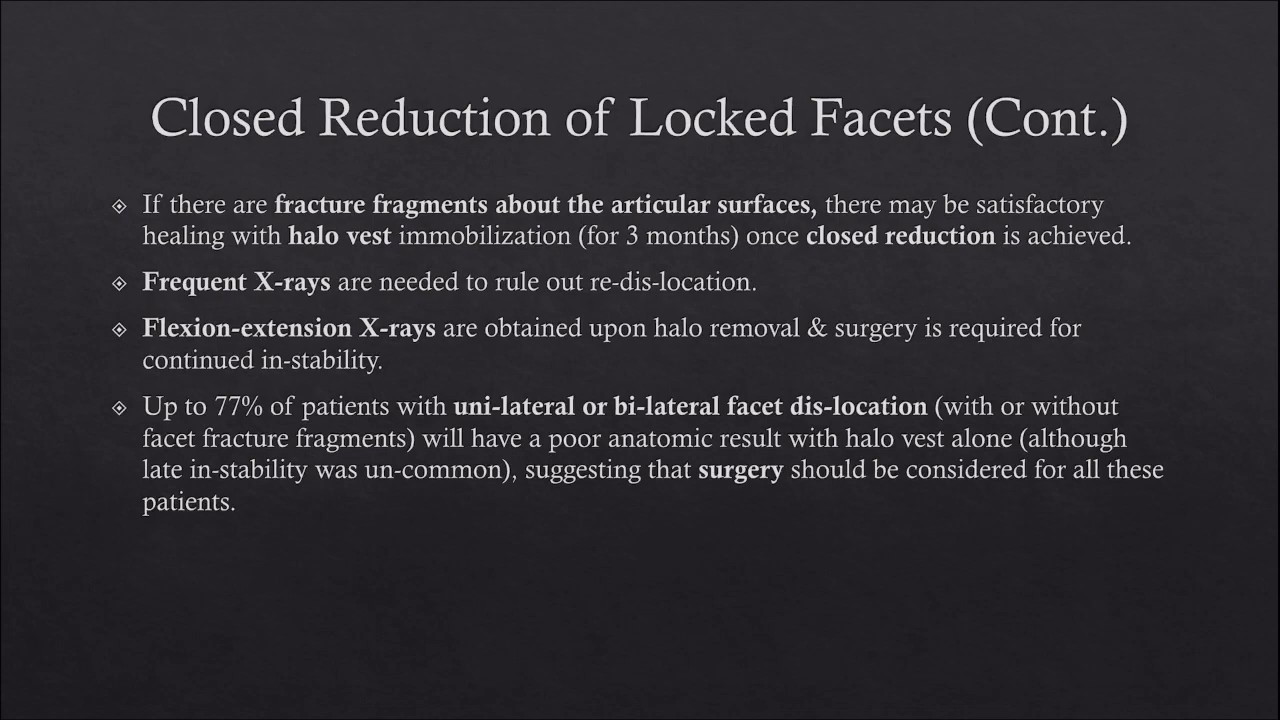 Closed Reduction of Locked Facets (Cont.)
If there are fracture fragments about the articular surfaces, there may be satisfactory
healing with halo vest immobilization (for 3 months) once closed reduction is achieved.
Frequent X-rays are needed to rule out re-dis-location.
Flexion-extension X-rays are obtained upon halo removal & surgery is required for
continued in-stability.
Up to 77% of patients with uni-lateral or bi-lateral facet dis-location (with or without
facet fracture fragments) will have a poor anatomic result with halo vest alone (although
late in-stability was un-common), suggesting that surgery should be considered for all these
patients.